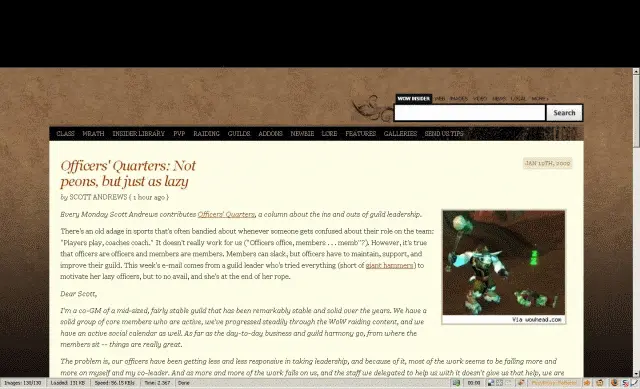 WOW INSIDER WEB IMAGES VIDEO NEWS LOCAL MORE »
Search
CLASS WRATH INSIDER LIBRARY PVP RAIDING GUILDS ADDONS NEWBIE LORE FEATURES GALLERIES SEND US TIPS
Officers' Quarters: Not
peons, but just as lazy
JAN 12TH, 2009
by SCOTT ANDREWS ( 1 hour ago )
Every Monday Scott Andrews contributes Officers' Quarters, a column about the ins and outs of guild leadership.
There's an old adage in sports that's often bandied about whenever someone gets confused about their role on the team:
"Players play, coaches coach." It doesn't really work for us ("Officers office, members . . . memb"?). However, it's true
that officers are officers and members are members. Members can slack, but officers have to maintain, support, and
improve their guild. This week's e-mail comes from a guild leader who's tried everything (short of giant hammers) to
motivate her lazy officers, but to no avail, and she's at the end of her rope.
Via wowhead.com
Dear Scott,
I'm a co-GM of a mid-sized, fairly stable guild that has been remarkably stable and solid over the years. We have a
solid group of core members who are active, we've progressed steadily through the WoW raiding content, and we
have an active social calendar as well. As far as the day-to-day business and guild harmony go, from where the
members sit -- things are really great.
The problem is, our officers have been getting less and less responsive in taking leadership, and because of it, most of the work seems to be falling more and
more on myself and my co-leader. And as more and more of the work falls on us, and the staff we delegated to help us with it doesn't give us that help, we are
Images: 130/130 Loaded: 131 KB Speed: 56.15 KB/s Time: 2.367 Done 00:00